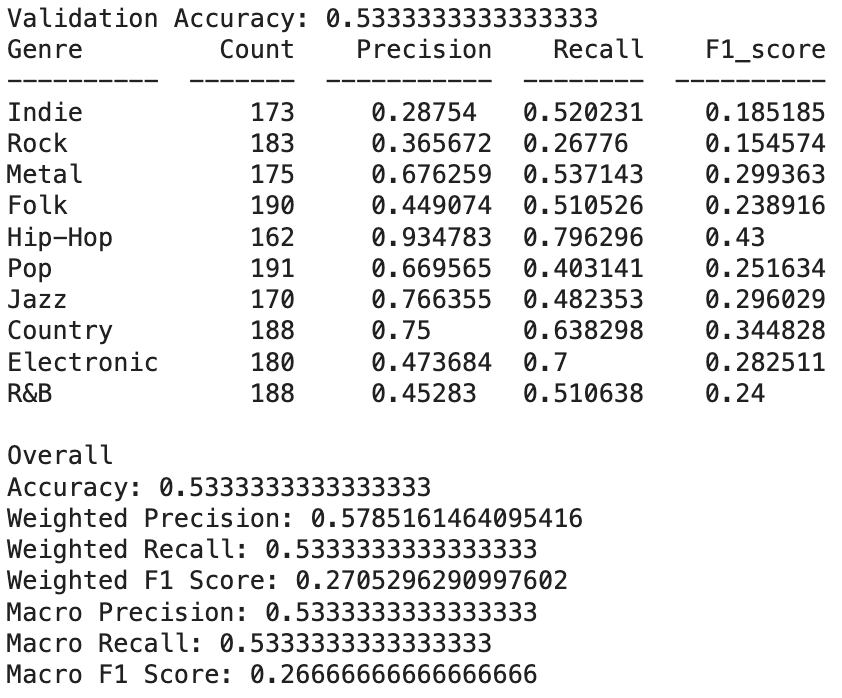 Validation Accuracy: 0.5333333333333333
Genre Count Precision Recall F1_score
---------- ------- ----------- -------- ----------
Indie 173 0.28754 0.520231 0.185185
Rock 183 0.365672 0.26776 0.154574
Metal 175 0.676259 0.537143 0.299363
Folk 190 0.449074 0.510526 0.238916
Hip-Hop 162 0.934783 0.796296 0.43
Pop 191 0.669565 0.403141 0.251634
Jazz 170 0.766355 0.482353 0.296029
Country 188 0.75 0.638298 0.344828
Electronic 180 0.473684 0.7 0.282511
R&B 188 0.45283 0.510638 0.24
Overall
Accuracy: 0.5333333333333333
Weighted Precision: 0.5785161464095416
Weighted Recall: 0.5333333333333333
Weighted F1 Score: 0.2705296290997602
Macro Precision: 0.5333333333333333
Macro Recall: 0.5333333333333333
Macro F1 Score: 0.26666666666666666